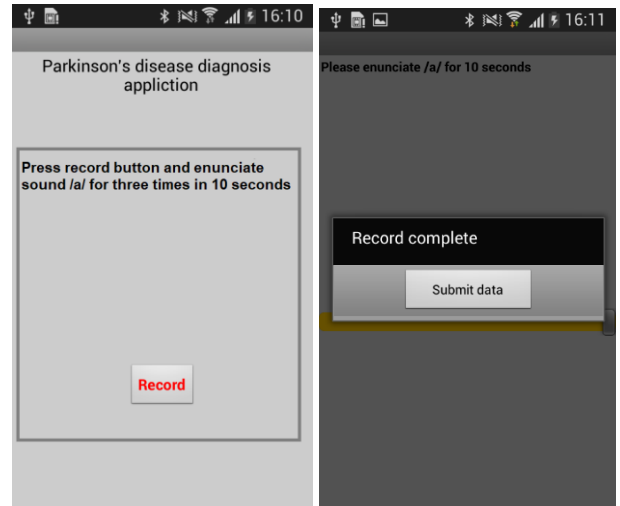 16:10
Parkinson's disease diagnosis
appliction
Press record button and enunciate
sound /a/ for three times in 10 seconds
Record
16:11
Please enunciate /a/ for 10 seconds
Record complete
Submit data